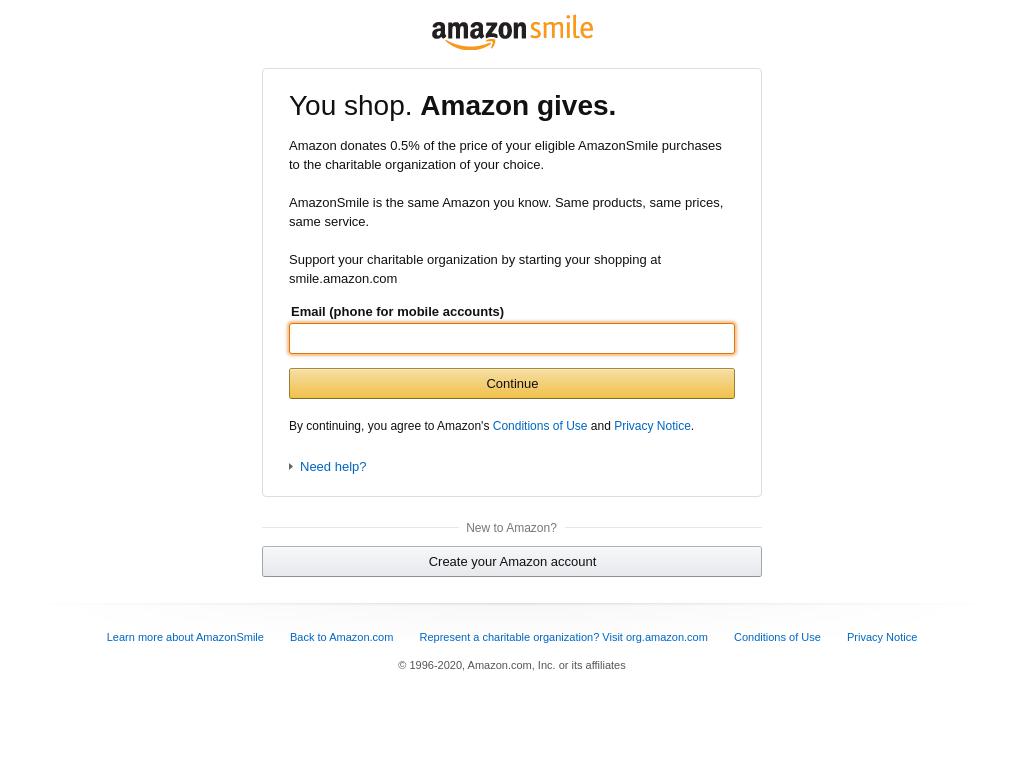 amazonsmile
You shop. Amazon gives.
Amazon donates 0.5% of the price of your eligible AmazonSmile purchases
to the charitable organization of your choice.
AmazonSmile is the same Amazon you know. Same products, same prices,
same service.
Support your charitable organization by starting your shopping at
smile.amazon.com
Email (phone for mobile accounts)
Continue
By continuing, you agree to Amazon's Conditions of Use and Privacy Notice.
Need help?
New to Amazon?
Create your Amazon account
Learn more about AmazonSmile Back to Amazon.com Represent a charitable organization? Visit org.amazon.com Conditions of Use Privacy Notice
© 1996-2020, Amazon.com, Inc. or its affiliates